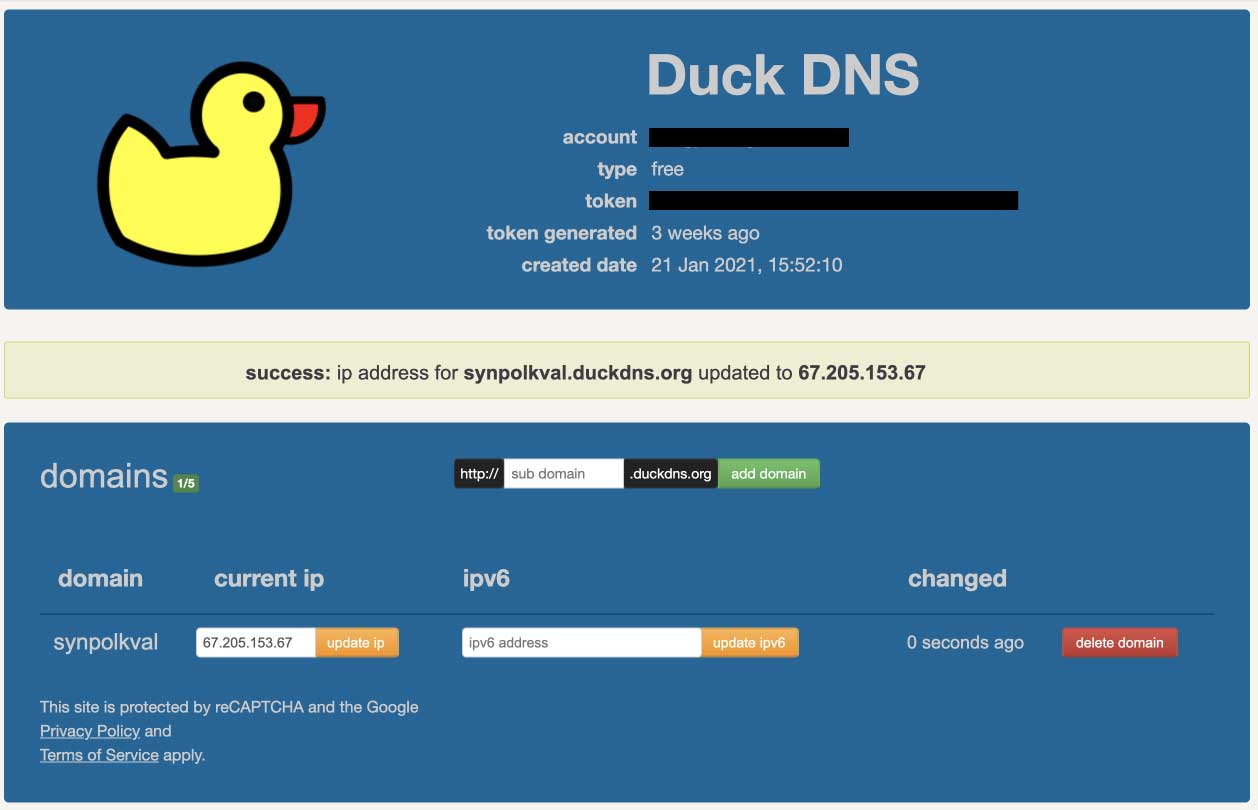 Duck DNS
account
type free
token
token generated 3 weeks ago
created date 21 Jan 2021, 15:52:10
success: ip address for synpolkval.duckdns.org updated to 67.205.153.67
domains 1/5 http:// sub domain .duckdns.org add domain
domain current ip ipv6 changed
synpolkval 67.205.153.67 update ip ipv6 address update ipv6 0 seconds ago delete domain
This site is protected by reCAPTCHA and the Google
Privacy Policy and
Terms of Service apply.